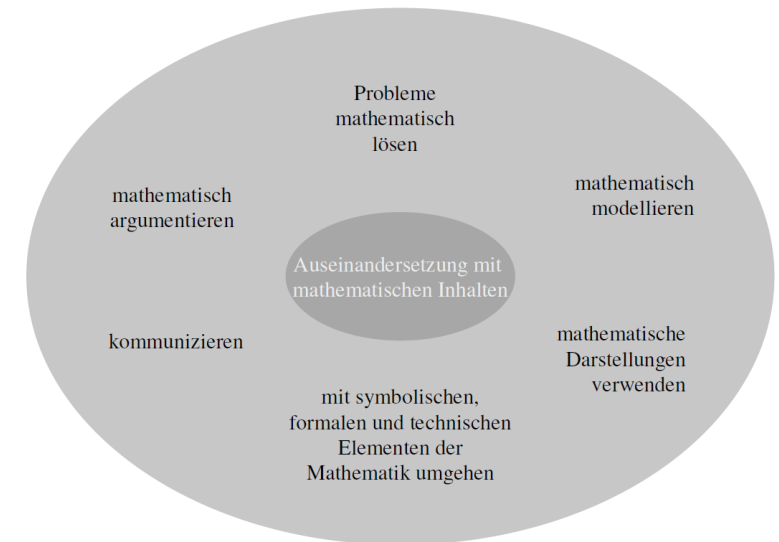 Probleme
mathematisch
lösen
mathematisch
argumentieren
mathematisch
modellieren
Auseinandersetzung mit
mathematischen Inhalten
kommunizieren
mathematische
Darstellungen
verwenden
mit symbolischen,
formalen und technischen
Elementen der
Mathematik umgehen